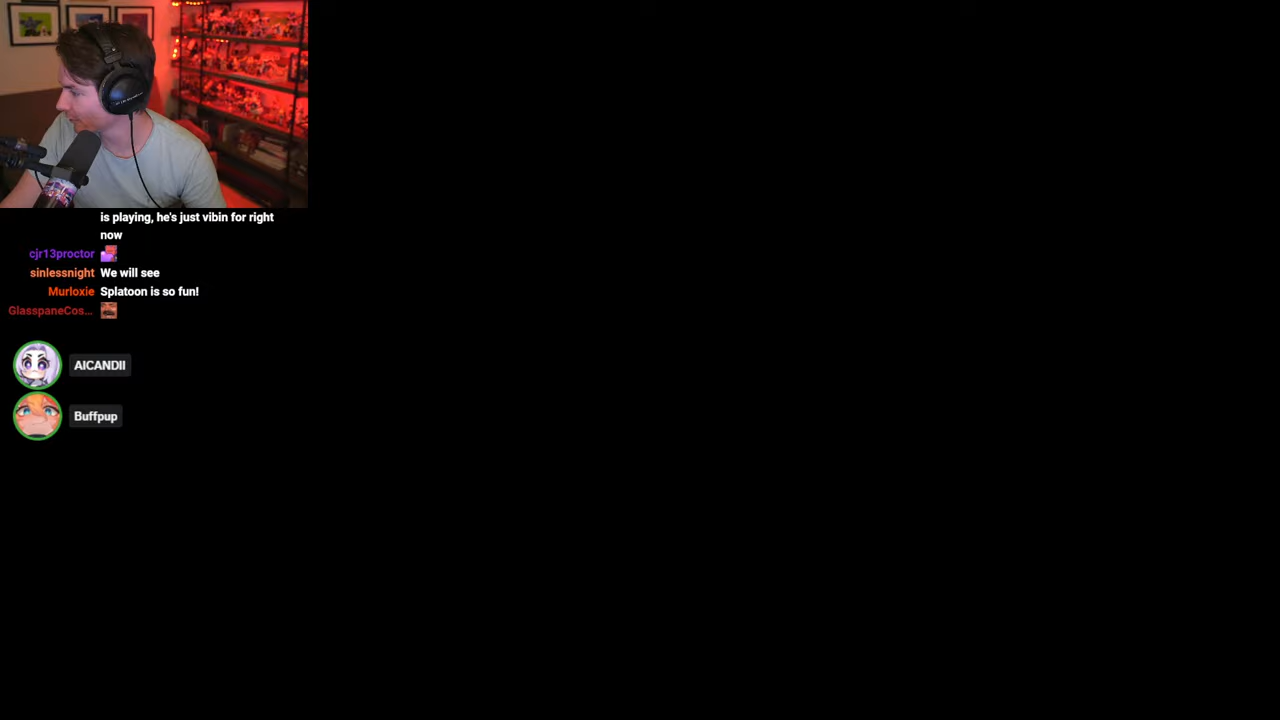 is playing, he's just vibin for right
now
cjr13proctor
sinlessnight We will see
Murloxie Splatoon is so fun!
GlasspaneCos...
AICANDII
Buffpup